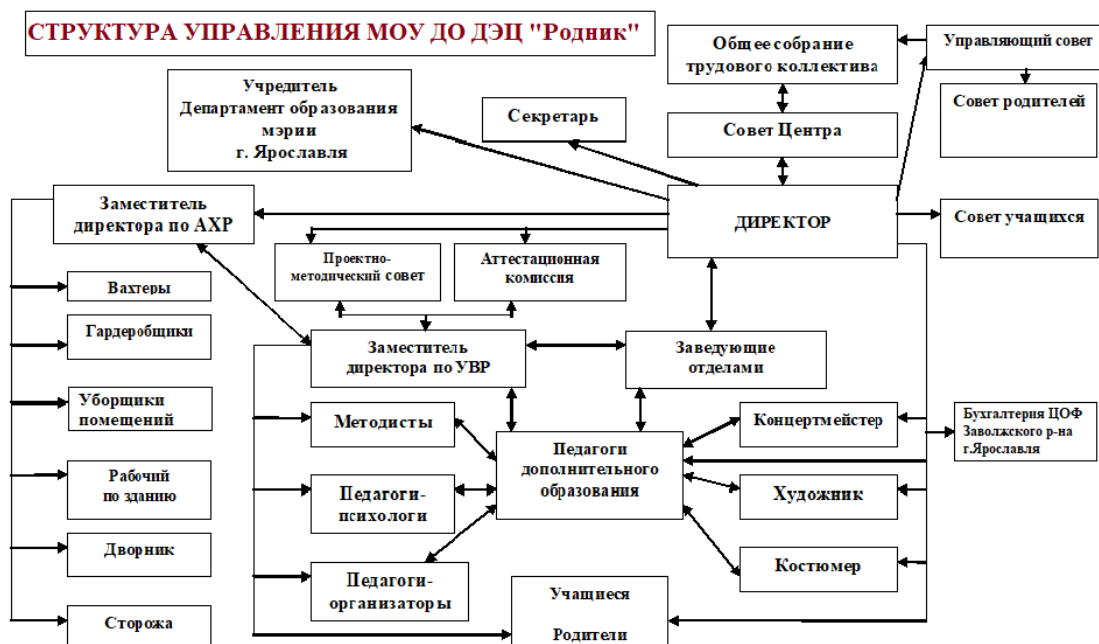 СТРУКТУРА УПРАВЛЕНИЯ МОУ ДО ДЭЦ "Родник"
Общее собрание
трудового коллектива
Управляющий совет
Учредитель
Департамент образования
мэрии
г. Ярославля
Секретарь
Совет Центра
Совет родителей
Заместитель
директора по АХР
ДИРЕКТОР
Совет учащихся
Проектно-
методический совет
Аттестационная
комиссия
Вахтеры
Гардеробщики
Заместитель
директора по УВР
Заведующие
отделами
Уборщики
помещений
Методисты
Педагоги
дополнительного
образования
Концертмейстер
Бухгалтерия ЦОФ
Заволжского р-на
г.Ярославля
Рабочий
по зданию
Педагоги-
психологи
Художник
Дворник
Педагоги-
организаторы
Костюмер
Сторожа
Учащиеся
Родители